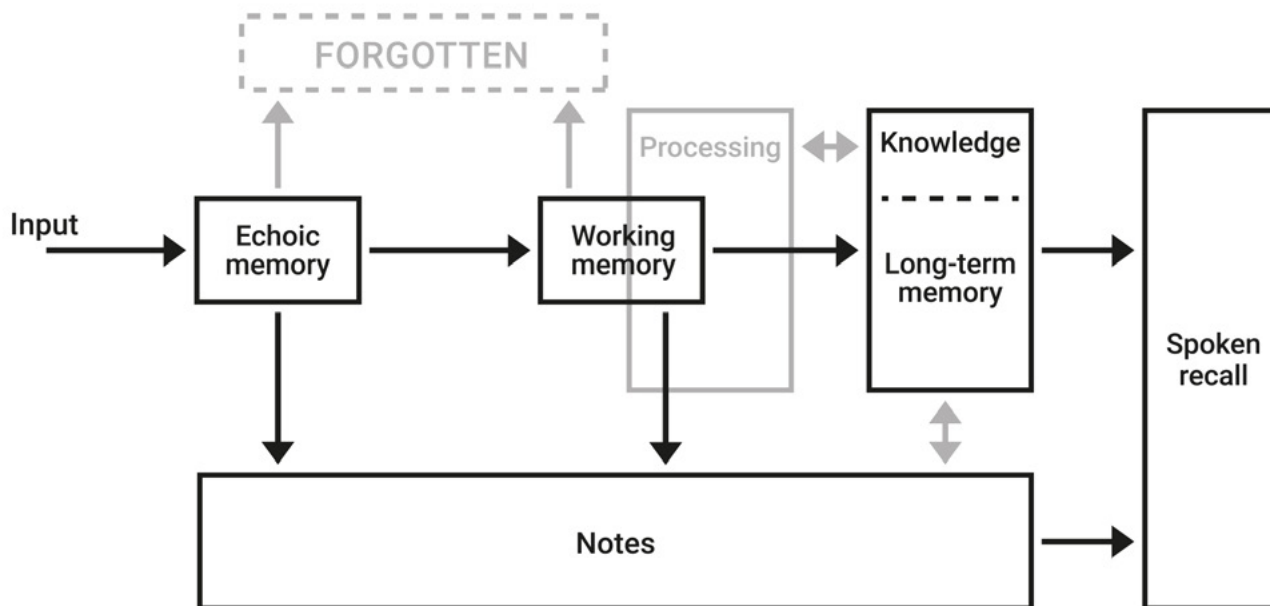 FORGOTTEN
Processing
Knowledge
Input
Echoic
memory
Working
memory
Long-term
memory
Spoken
recall
Notes